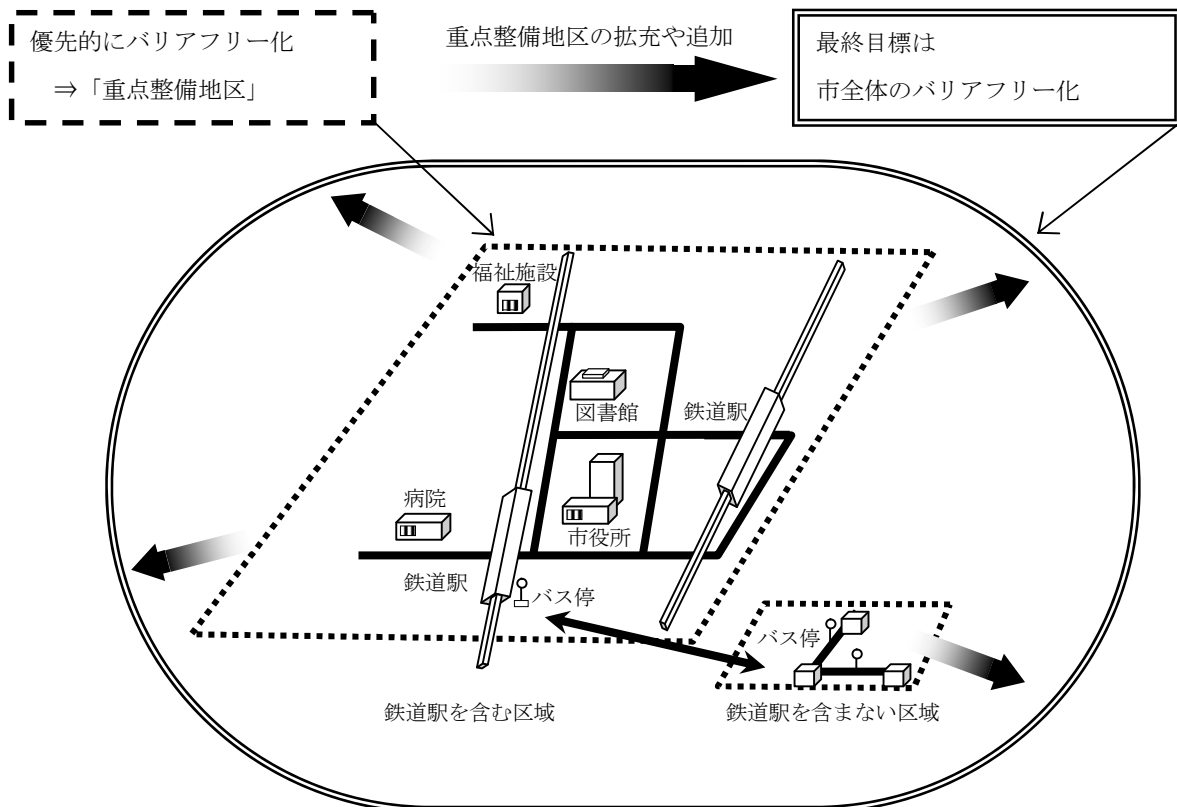 優先的にバリアフリー化
⇒「重点整備地区」
重点整備地区の拡充や追加
最終目標は
市全体のバリアフリー化
福祉施設
図書館
鉄道駅
病院
市役所
鉄道駅
バス停
バス停
鉄道駅を含む区域
鉄道駅を含まない区域